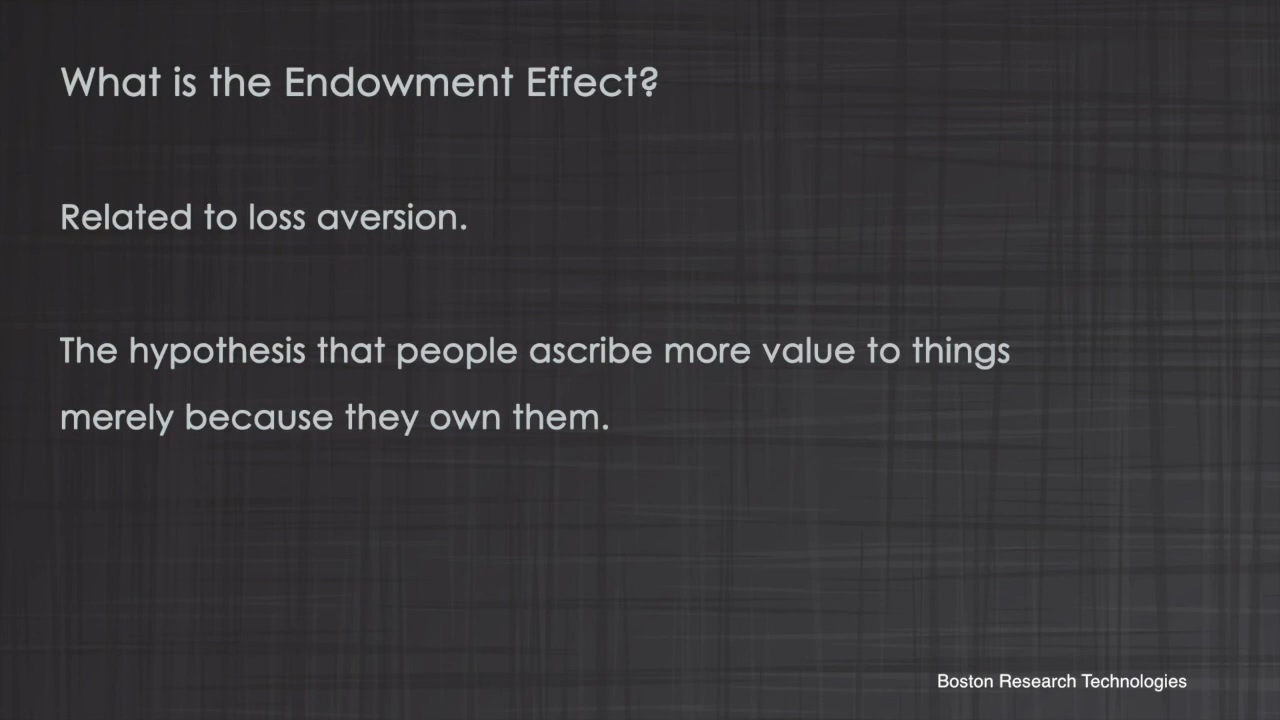 What is the Endowment Effect?
Related to loss aversion.
The hypothesis that people ascribe more value to things
merely because they own them.
Boston Research Technologies